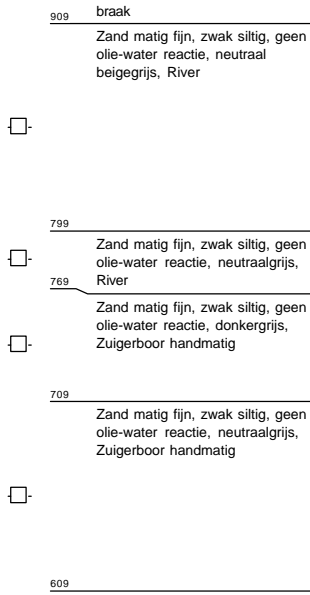 braak
909
Zand matig fijn, zwak siltig, geen
olie-water reactie, neutraal
beigegrijs, River
799
Zand matig fijn, zwak siltig, geen
olie-water reactie, neutraalgrijs,
River
769
Zand matig fijn, zwak siltig, geen
olie-water reactie, donkergrijs,
Zuigerboor handmatig
709
Zand matig fijn, zwak siltig, geen
olie-water reactie, neutraalgrijs,
Zuigerboor handmatig
609